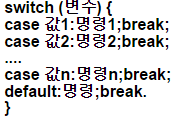 switch (변수) {
case 값1:명령1;break;
case 값2:명령2;break;
....
case 값n:명령n;break;
default:명령;break.
}